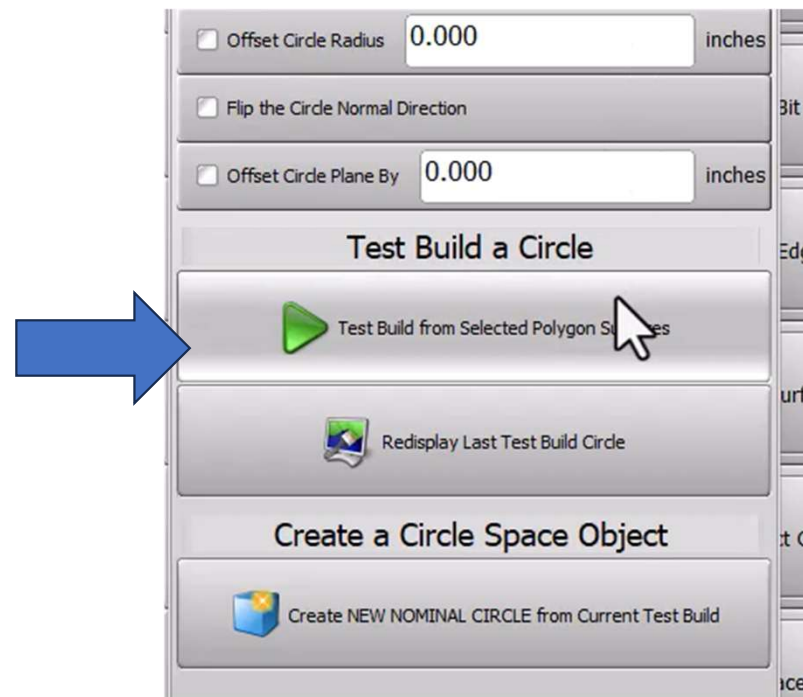 Offset Circle Radius 0.000 inches
Flip the Circle Normal Direction
Offset Circle Plane By 0.000 inches
Test Build a Circle
Test Build from Selected Polygon
Redisplay Last Test Build Circle
Create a Circle Space Object
Create NEW NOMINAL CIRCLE from Current Test Build